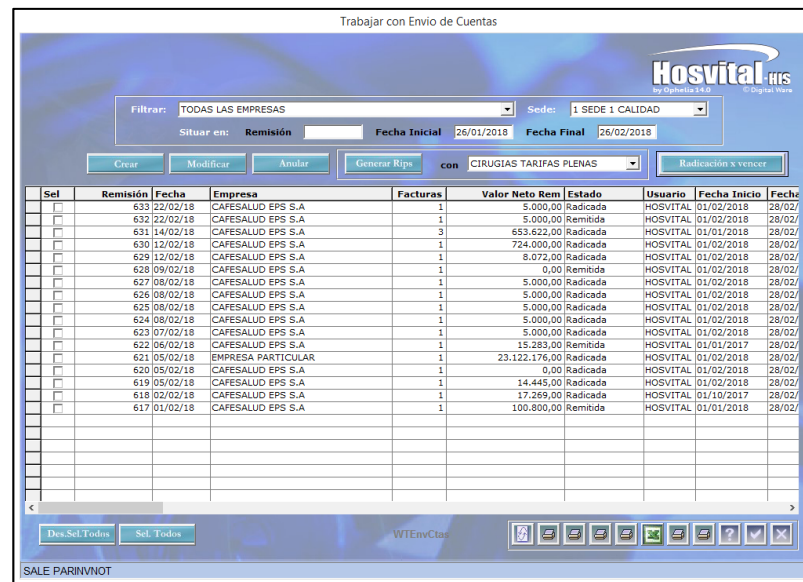 Trabajar con Envio de Cuentas
Hosvital-HIS
by Ophelia 14.0 © Digital Ware
Filtrar: TODAS LAS EMPRESAS Sede: 1 SEDE 1 CALIDAD
Situar en: Remisión Fecha Inicial 26/01/2018 Fecha Final 26/02/2018
Crear Modificar Anular Generar Rips con CIRUGIAS TARIFAS PLENAS Radicación x vencer
Sel Remisión Fecha Empresa Facturas Valor Neto Rem Estado Usuario Fecha Inicio Fecha
633 22/02/18 CAFESALUD EPS S.A 1 5.000,00 Radicada HOSVITAL 01/02/2018 28/02/
632 22/02/18 CAFESALUD EPS S.A 1 5.000,00 Remitida HOSVITAL 01/02/2018 28/02/
631 14/02/18 CAFESALUD EPS S.A 3 653.622,00 Radicada HOSVITAL 01/01/2018 28/02/
630 12/02/18 CAFESALUD EPS S.A 1 724.000,00 Radicada HOSVITAL 01/02/2018 28/02/
629 12/02/18 CAFESALUD EPS S.A 1 8.072,00 Radicada HOSVITAL 01/02/2018 28/02/
628 09/02/18 CAFESALUD EPS S.A 1 0,00 Remitida HOSVITAL 01/02/2018 28/02/
627 08/02/18 CAFESALUD EPS S.A 1 5.000,00 Radicada HOSVITAL 01/02/2018 28/02/
626 08/02/18 CAFESALUD EPS S.A 1 5.000,00 Radicada HOSVITAL 01/02/2018 28/02/
625 08/02/18 CAFESALUD EPS S.A 1 5.000,00 Radicada HOSVITAL 01/02/2018 28/02/
624 08/02/18 CAFESALUD EPS S.A 1 5.000,00 Radicada HOSVITAL 01/02/2018 28/02/
623 07/02/18 CAFESALUD EPS S.A 1 5.000,00 Radicada HOSVITAL 01/02/2018 28/02/
622 06/02/18 CAFESALUD EPS S.A 1 15.283,00 Remitida HOSVITAL 01/01/2017 28/02/
621 05/02/18 EMPRESA PARTICULAR 1 23.122.176,00 Radicada HOSVITAL 01/02/2018 28/02/
620 05/02/18 CAFESALUD EPS S.A 1 0,00 Radicada HOSVITAL 01/02/2018 28/02/
619 05/02/18 CAFESALUD EPS S.A 1 14.445,00 Radicada HOSVITAL 01/02/2018 28/02/
618 02/02/18 CAFESALUD EPS S.A 1 17.269,00 Radicada HOSVITAL 01/10/2017 28/02/
617 01/02/18 CAFESALUD EPS S.A 1 100.800,00 Remitida HOSVITAL 01/01/2018 28/02/
Des.Sel.Todos Sel. Todos WTEnvCtas
SALE PARINVNOT